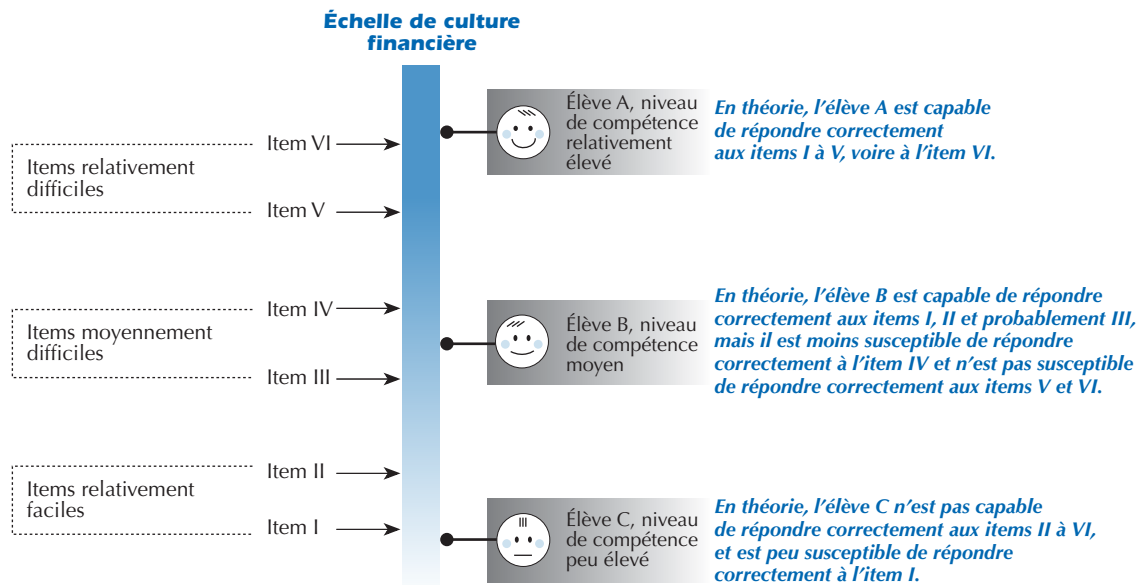 Échelle de culture
financière
Item VI
Items relativement
difficiles
Item V
Élève A, niveau
de compétence
relativement
élevé
En théorie, l'élève A est capable
de répondre correctement
aux items I à V, voire à l'item VI.
Item IV
Items moyennement
difficiles
Item III
Élève B, niveau
de compétence
moyen
En théorie, l'élève B est capable de répondre
correctement aux items I, II et probablement III,
mais il est moins susceptible de répondre
correctement à l'item IV et n'est pas susceptible
de répondre correctement aux items V et VI.
Item II
Items relativement
faciles
Item I
Élève C, niveau
de compétence
peu élevé
En théorie, l'élève C n'est pas capable
de répondre correctement aux items II à VI,
et est peu susceptible de répondre
correctement à l'item I.